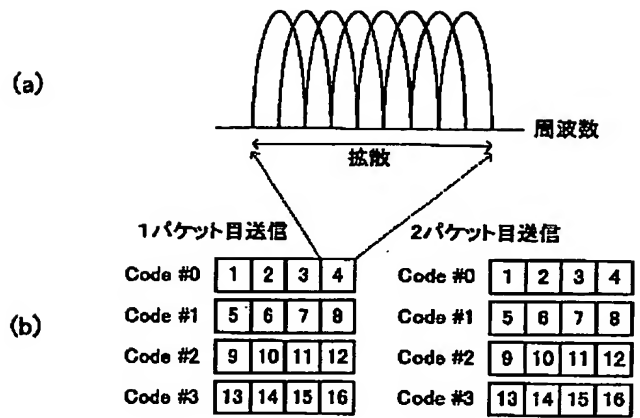 (a)
周波数
拡散
1パケット目送信 2パケット目送信
Code #0 1 2 3 4 Code #0 1 2 3 4
(b)
Code #1 5 6 7 8 Code #1 5 6 7 8
Code #2 9 10 11 12 Code #2 9 10 11 12
Code #3 13 14 15 16 Code #3 13 14 15 16